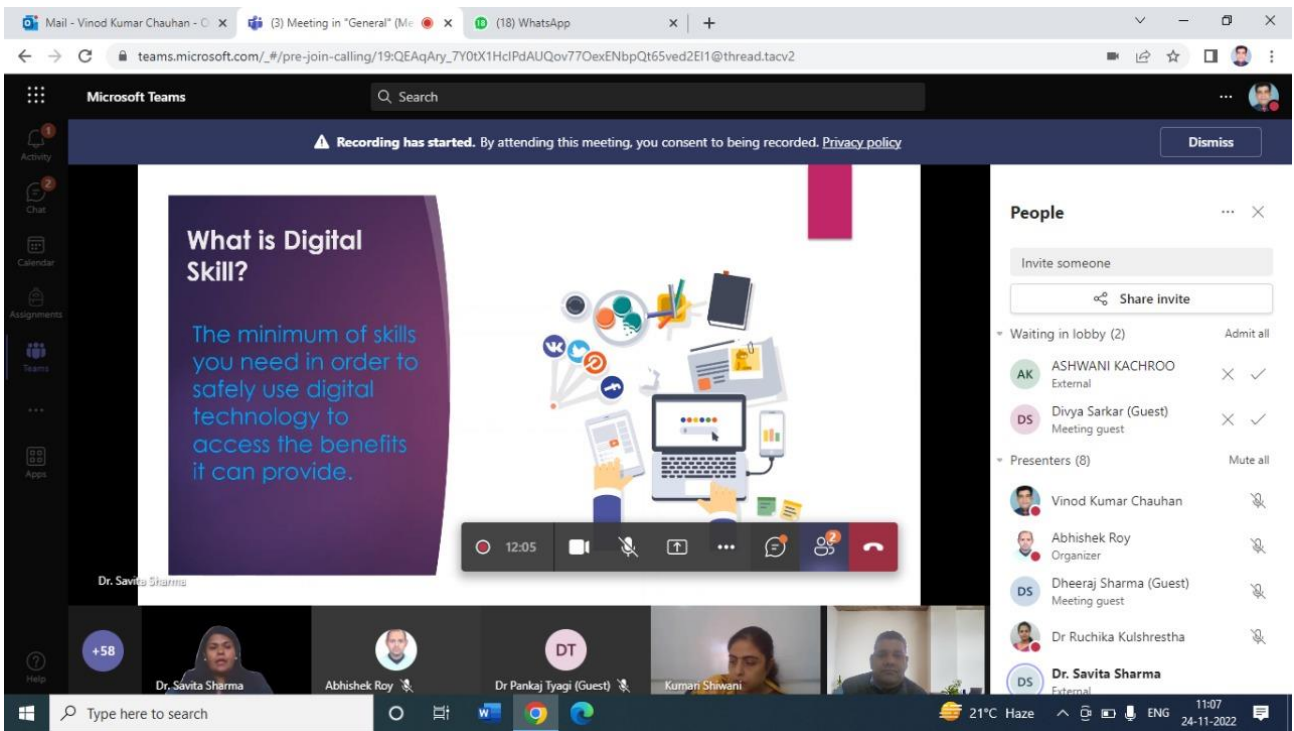 Mail - Vinod Kumar Chauhan - O
(3) Meeting in "General" (Me
(18) WhatsApp
teams.microsoft.com/_#/pre-join-calling/19:QEAqAry_7Y0tX1HcIPdAUQov77OexENbpQt65ved2EI1@thread.tacv2
Microsoft Teams
Search
Recording has started. By attending this meeting, you consent to being recorded. Privacy policy
Dismiss
1
Activity
2
Chat
Calendar
Assignments
Teams
Apps
Help
What is Digital
Skill?
The minimum of skills
you need in order to
safely use digital
technology to
access the benefits
it can provide.
12:05
2
Dr. Savita Sharma
+58
Dr. Savita Sharma
Abhishek Roy
DT
Dr Pankaj Tyagi (Guest)
Kumari Shiwani
People
Invite someone
Share invite
Waiting in lobby (2) Admit all
AK ASHWANI KACHROO
External
DS Divya Sarkar (Guest)
Meeting guest
Presenters (8) Mute all
Vinod Kumar Chauhan
Abhishek Roy
Organizer
DS Dheeraj Sharma (Guest)
Meeting guest
Dr Ruchika Kulshrestha
DS Dr. Savita Sharma
External
Type here to search
21°C Haze
ENG
11:07
24-11-2022